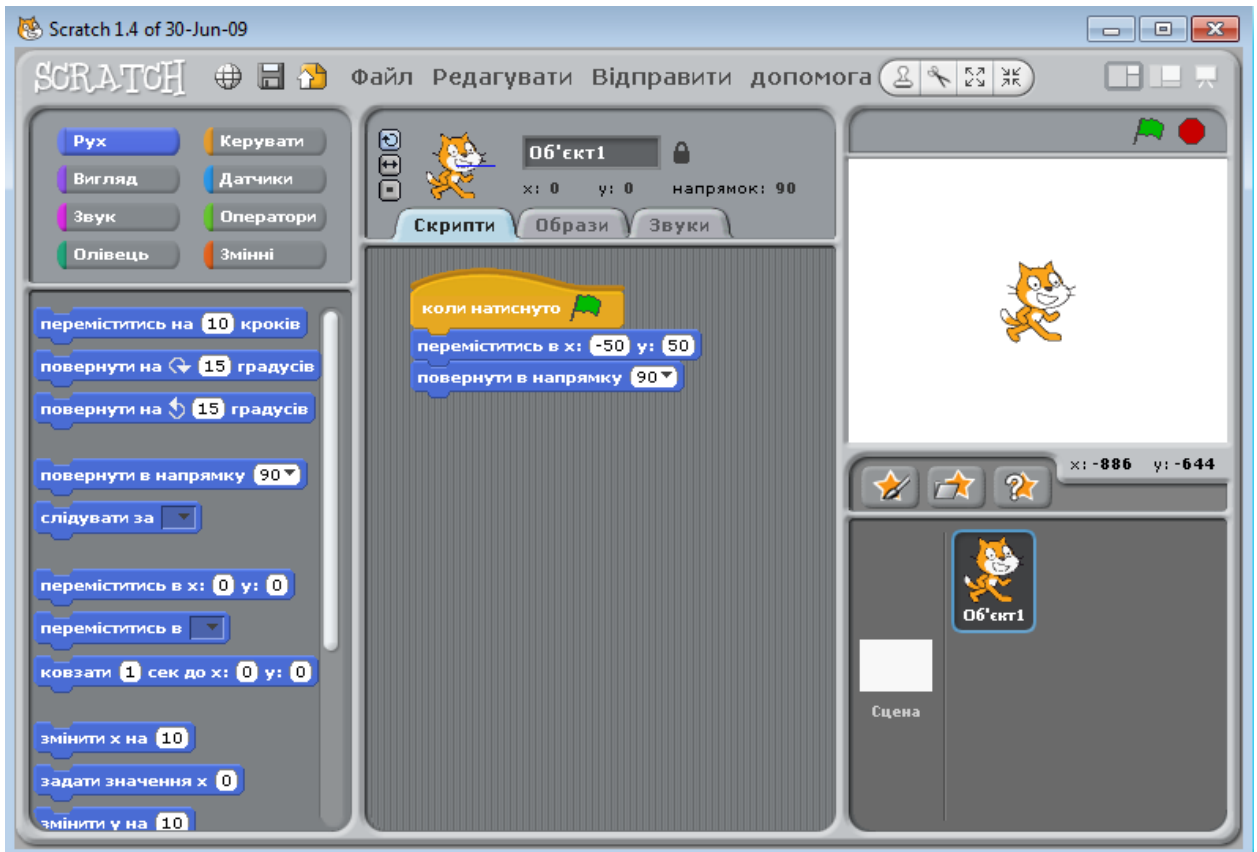 Scratch 1.4 of 30-Jun-09
SCRATCH Файл Редагувати Відправити допомога
Рух Керувати
Вигляд Датчики
Звук Оператори
Олівець Змінні
переміститись на 10 кроків
повернути на 15 градусів
повернути на 15 градусів
повернути в напрямку 90
слідувати за
переміститись в x: 0 y: 0
переміститись в
ковзати 1 сек до x: 0 y: 0
змінити x на 10
задати значення x 0
змінити y на 10
Об'єкт1
x: 0 y: 0 напрямок: 90
Скрипти Образи Звуки
коли натиснуто
переміститись в x: -50 y: 50
повернути в напрямку 90
x: -886 y: -644
Об'єкт1
Сцена